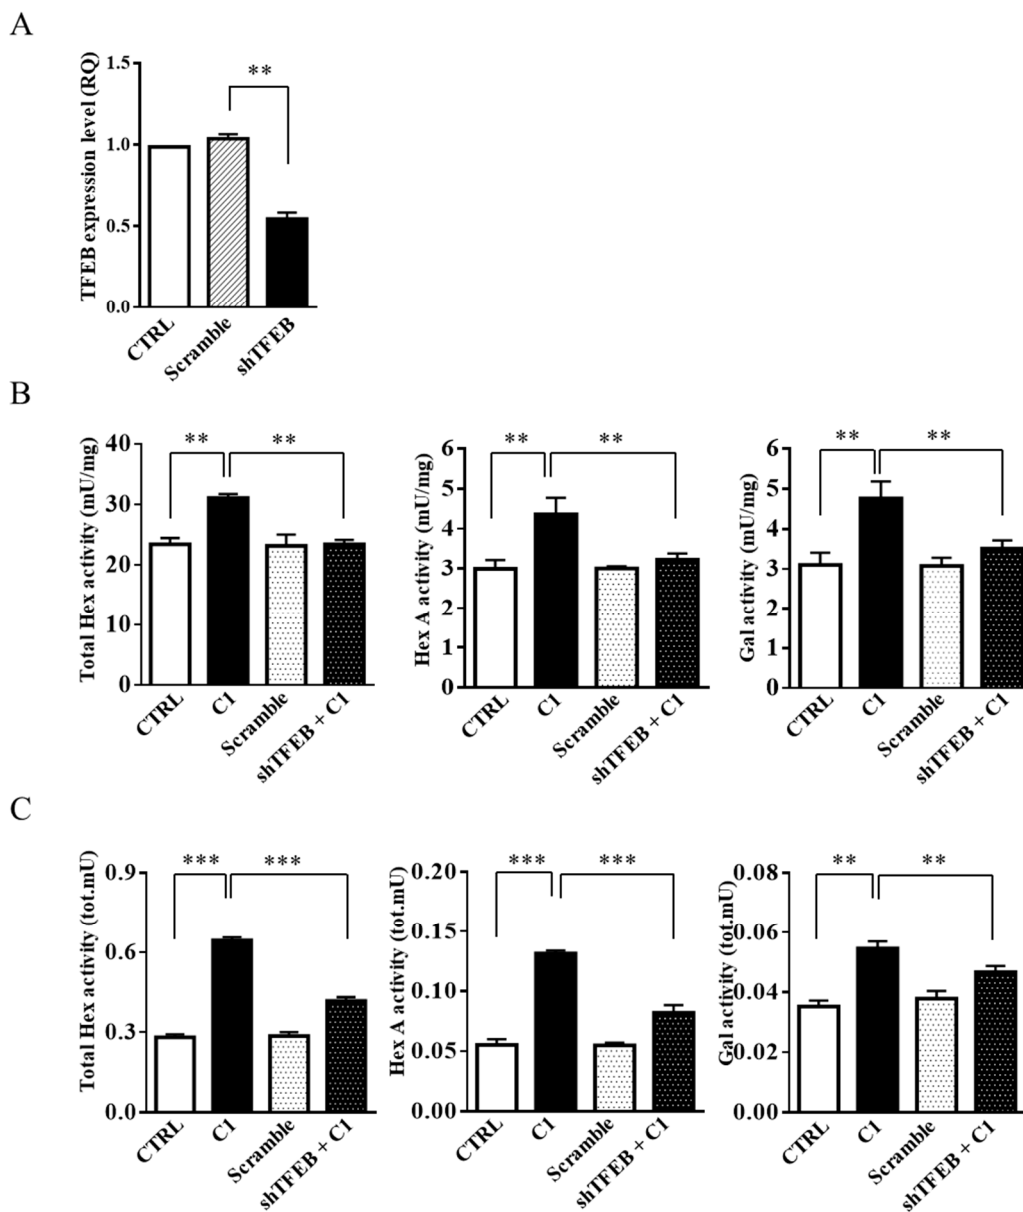 A
TFEB expression level (RQ)
1.5
1.0
0.5
0.0
**
CTRL
Scramble
shTFEB
B
Total Hex activity (mU/mg)
40
30
20
10
0
** **
CTRL
C1
Scramble
shTFEB + C1
Hex A activity (mU/mg)
6
5
4
3
2
1
0
** **
CTRL
C1
Scramble
shTFEB + C1
Gal activity (mU/mg)
6
5
4
3
2
1
0
** **
CTRL
C1
Scramble
shTFEB + C1
C
Total Hex activity (tot.mU)
0.9
0.6
0.3
0.0
*** ***
CTRL
C1
Scramble
shTFEB + C1
Hex A activity (tot.mU)
0.20
0.15
0.10
0.05
0.00
*** ***
CTRL
C1
Scramble
shTFEB + C1
Gal activity (tot.mU)
0.08
0.06
0.04
0.02
0.00
** **
CTRL
C1
Scramble
shTFEB + C1